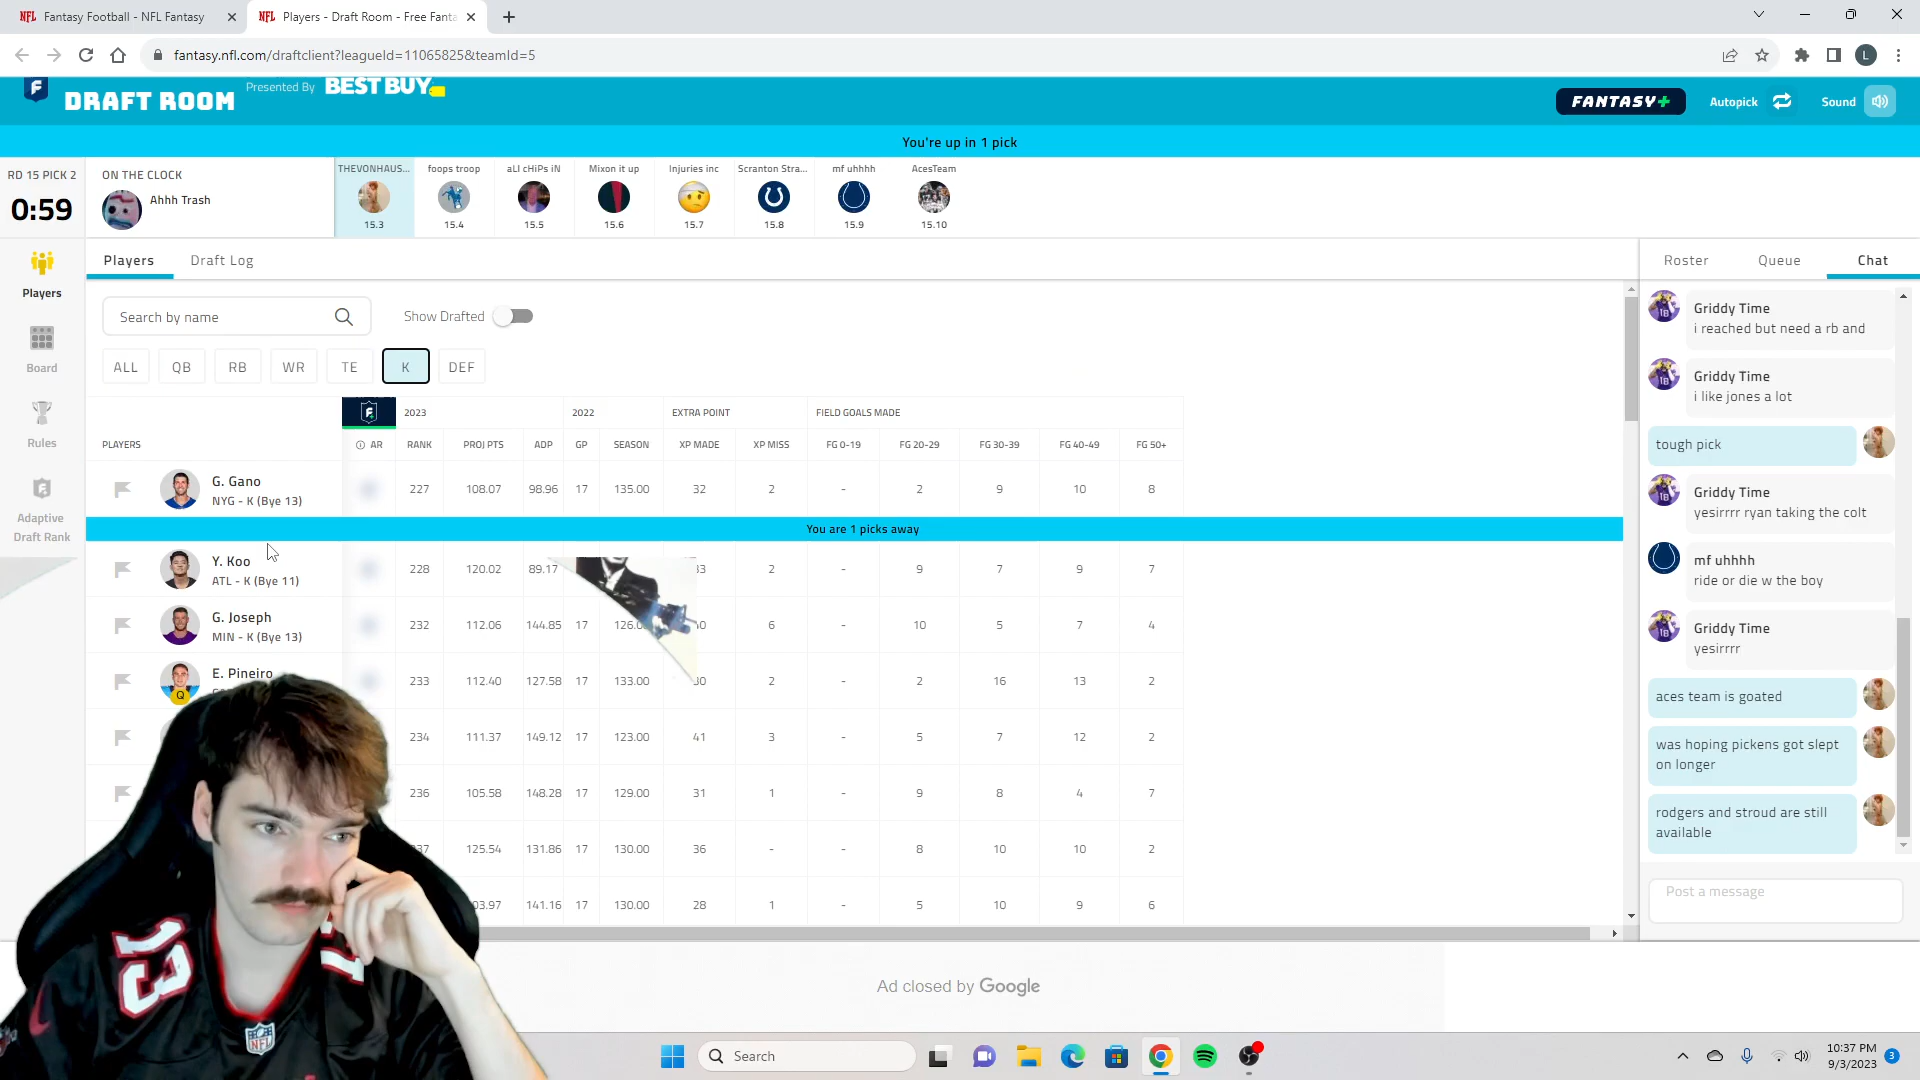 Fantasy Football - NFL Fantasy
Players - Draft Room - Free Fanta
fantasy.nfl.com/draftclient?leagueId=11065825&teamId=5
L
DRAFT ROOM
Presented By
BEST BUY
FANTASY+
Autopick
Sound
You're up in 1 pick
RD 15 PICK 2
0:59
ON THE CLOCK
Ahhh Trash
THEVONHAUS... foops troop aLl cHiPs iN Mixon it up Injuries inc Scranton Stra... mf uhhhh AcesTeam
15.3 15.4 15.5 15.6 15.7 15.8 15.9 15.10
Players
Board
Rules
Adaptive
Draft Rank
Players Draft Log
Search by name
Show Drafted
ALL QB RB WR TE K DEF
2023 2022 EXTRA POINT FIELD GOALS MADE
PLAYERS AR RANK PROJ PTS ADP GP SEASON XP MADE XP MISS FG 0-19 FG 20-29 FG 30-39 FG 40-49 FG 50+
G. Gano
NYG - K (Bye 13)
227 108.07 98.96 17 135.00 32 2 - 2 9 10 8
You are 1 picks away
Y. Koo
ATL - K (Bye 11)
228 120.02 89.17 2 - 9 7 9 7
G. Joseph
MIN - K (Bye 13)
232 112.06 144.85 17 6 - 10 5 7 4
E. Pineiro
Q
233 112.40 127.58 17 133.00 2 - 2 16 13 2
234 111.37 149.12 17 123.00 41 3 - 5 7 12 2
236 105.58 148.28 17 129.00 31 1 - 9 8 4 7
125.54 131.86 17 130.00 36 - - 8 10 10 2
141.16 17 130.00 28 1 - 5 10 9 6
Roster Queue Chat
Griddy Time
i reached but need a rb and
Griddy Time
i like jones a lot
tough pick
Griddy Time
yesirrrr ryan taking the colt
mf uhhhh
ride or die w the boy
Griddy Time
yesirrrr
aces team is goated
was hoping pickens got slept
on longer
rodgers and stroud are still
available
Post a message
Ad closed by Google
NFL
Search
10:37 PM
9/3/2023
3